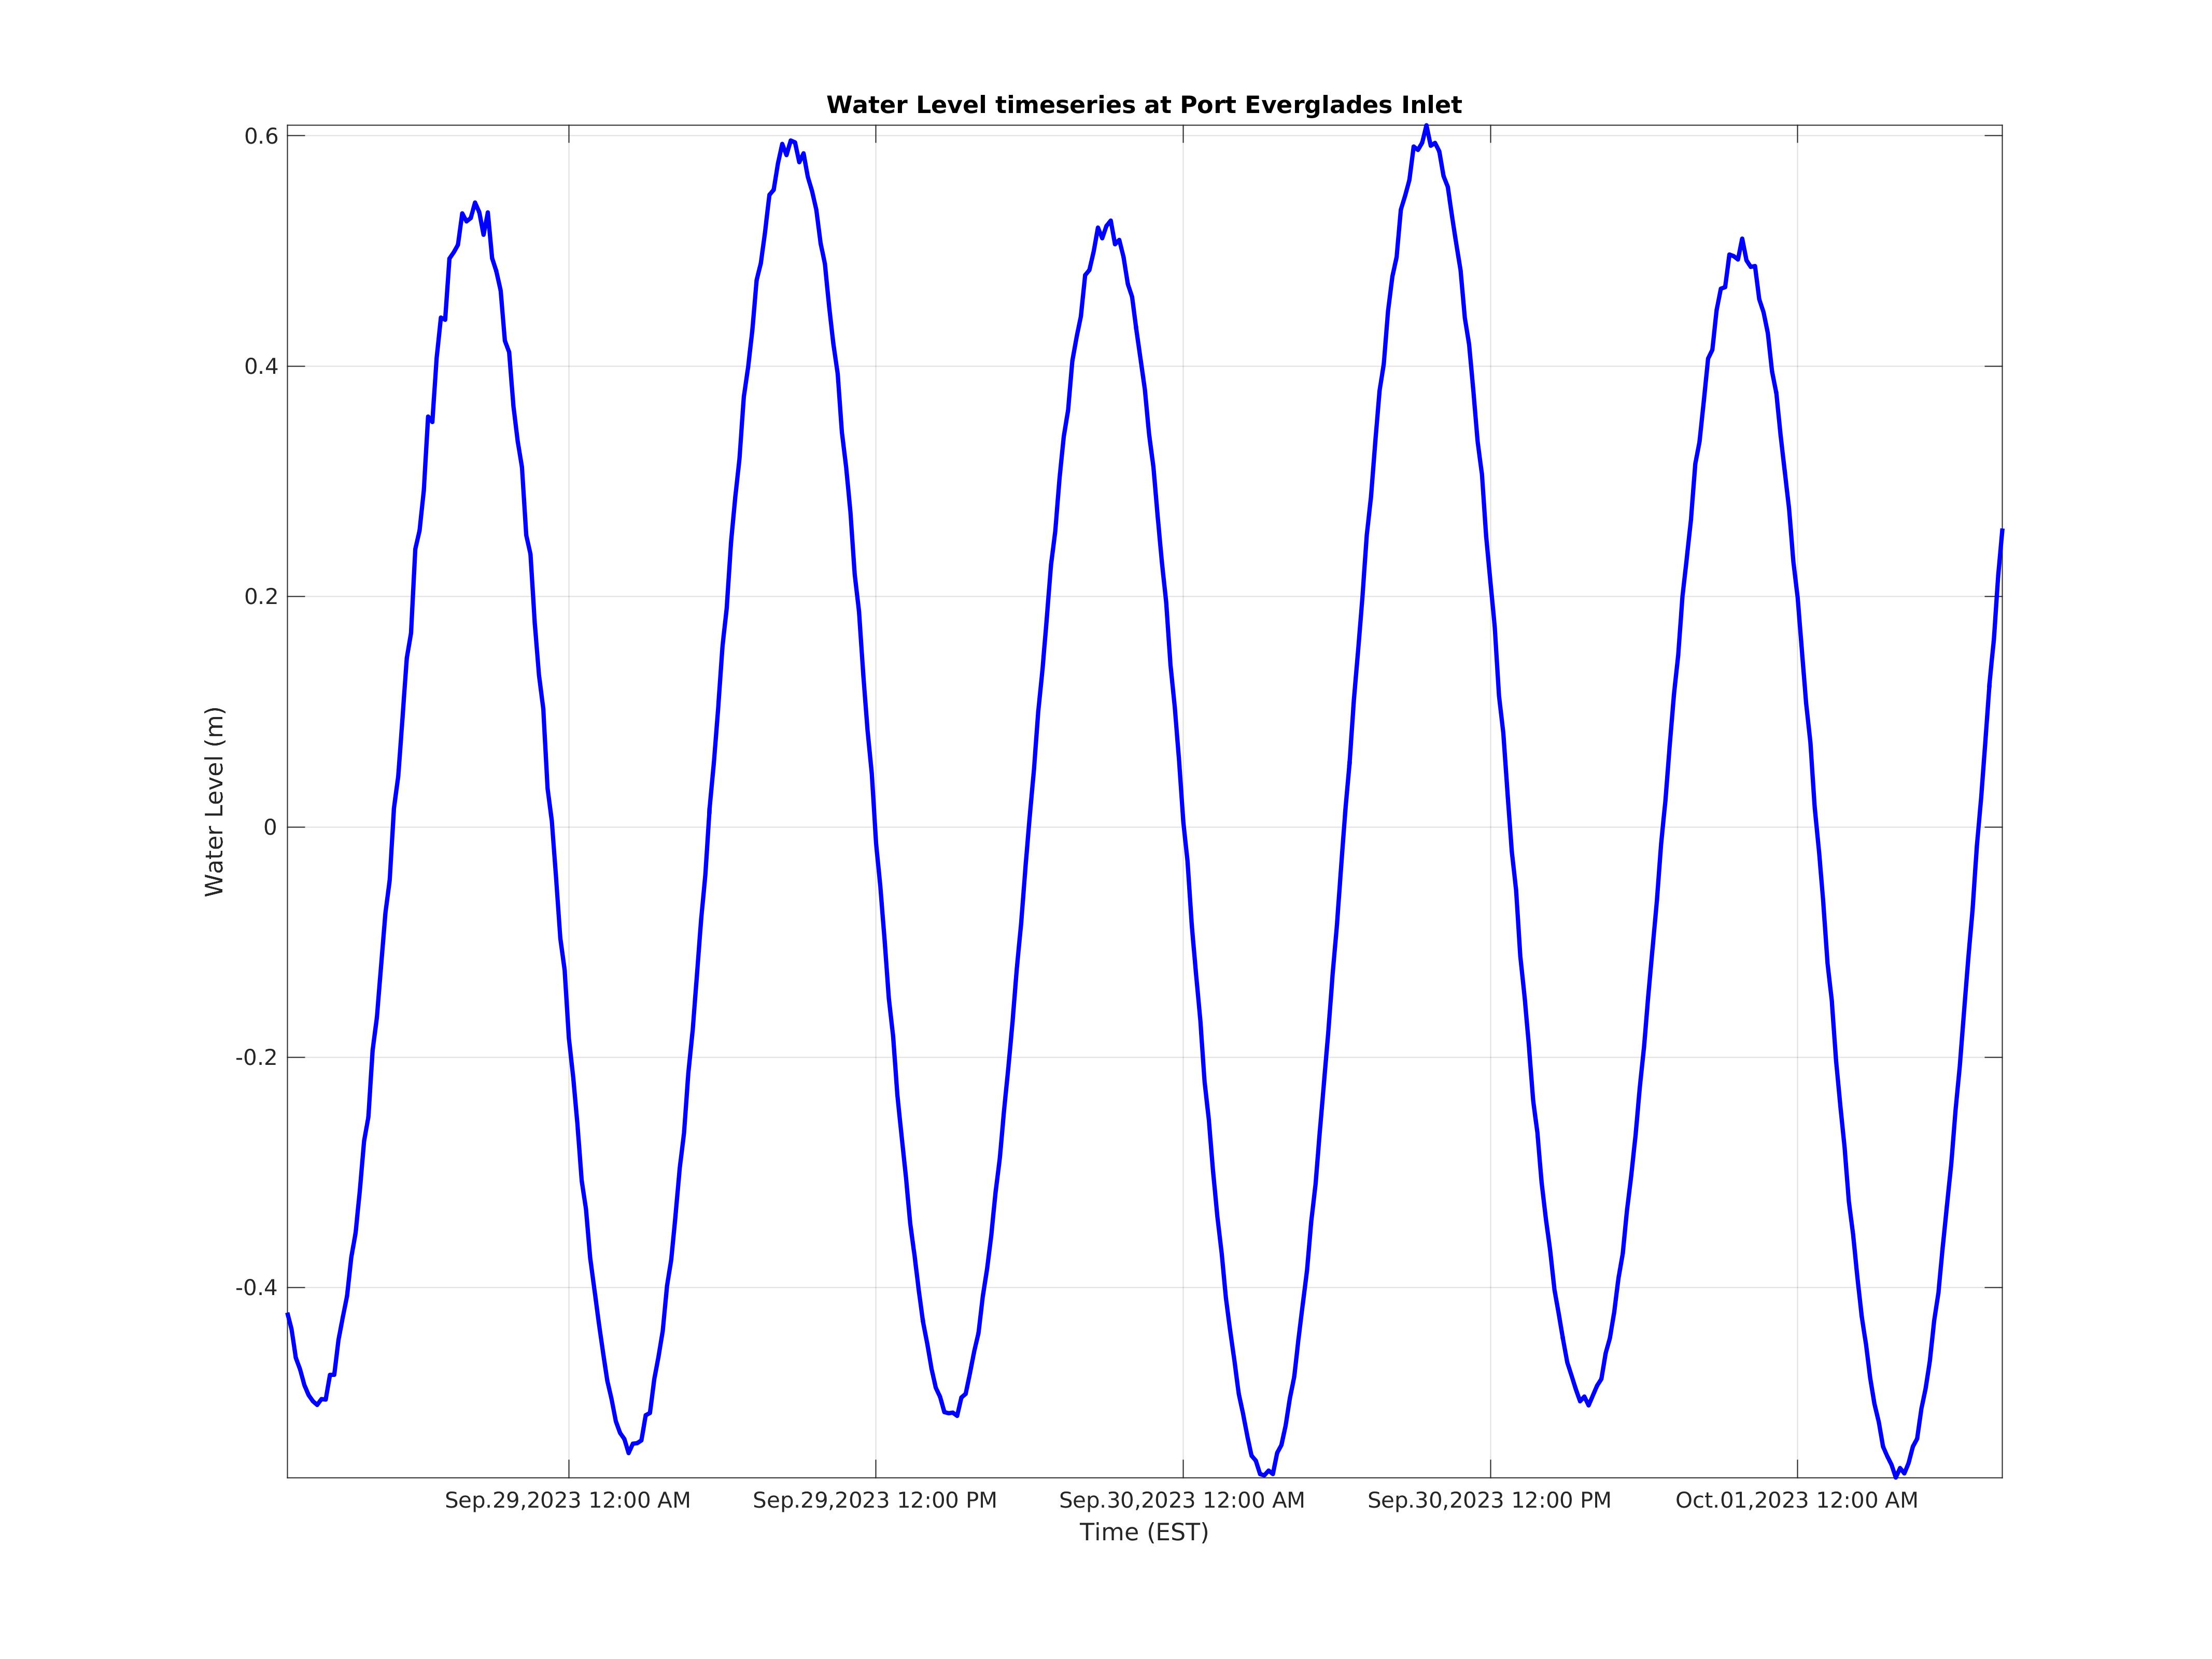 Water Level timeseries at Port Everglades Inlet
0.6
0.4
0.2
0
-0.2
-0.4
Water Level (m)
Sep.29,2023 12:00 AM
Sep.29,2023 12:00 PM
Sep.30,2023 12:00 AM
Sep.30,2023 12:00 PM
Oct.01,2023 12:00 AM
Time (EST)